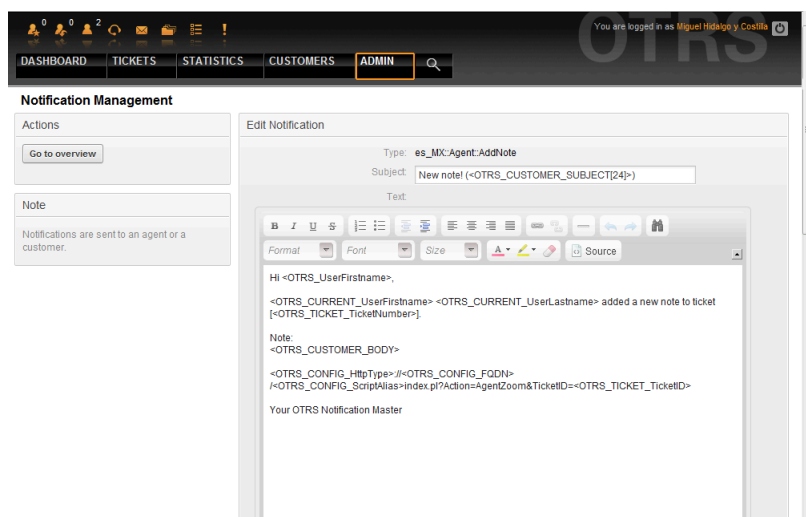 0 0 2 !
You are logged in as Miguel Hidalgo y Costilla
OTRS
DASHBOARD TICKETS STATISTICS CUSTOMERS ADMIN
Notification Management
Actions
Go to overview
Note
Notifications are sent to an agent or a
customer.
Edit Notification
Type: es_MX::Agent::AddNote
Subject: New note! (<OTRS_CUSTOMER_SUBJECT[24]>)
Text:
B I U S
Format Font Size A Source
Hi <OTRS_UserFirstname>,
<OTRS_CURRENT_UserFirstname> <OTRS_CURRENT_UserLastname> added a new note to ticket
[<OTRS_TICKET_TicketNumber>].
Note:
<OTRS_CUSTOMER_BODY>
<OTRS_CONFIG_HttpType>://<OTRS_CONFIG_FQDN>
/<OTRS_CONFIG_ScriptAlias>index.pl?Action=AgentZoom&TicketID=<OTRS_TICKET_TicketID>
Your OTRS Notification Master